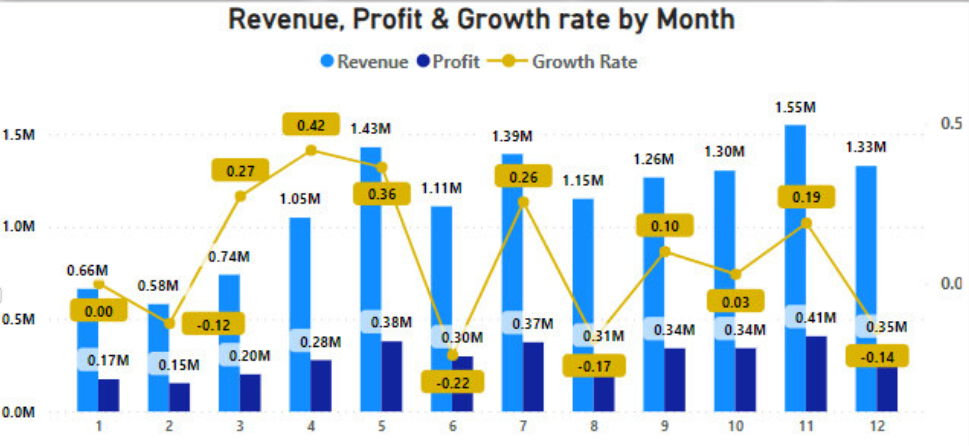 Revenue, Profit & Growth rate by Month
Revenue Profit Growth Rate
1.5M
1.0M
0.5M
0.0M
0.5
0.0
0.66M
0.58M
0.74M
1.05M
1.43M
1.11M
1.39M
1.15M
1.26M
1.30M
1.55M
1.33M
0.00
-0.12
0.27
0.42
0.36
-0.22
0.26
-0.17
0.10
0.03
0.19
-0.14
0.17M
0.15M
0.20M
0.28M
0.38M
0.30M
0.37M
0.31M
0.34M
0.34M
0.41M
0.35M
1 2 3 4 5 6 7 8 9 10 11 12